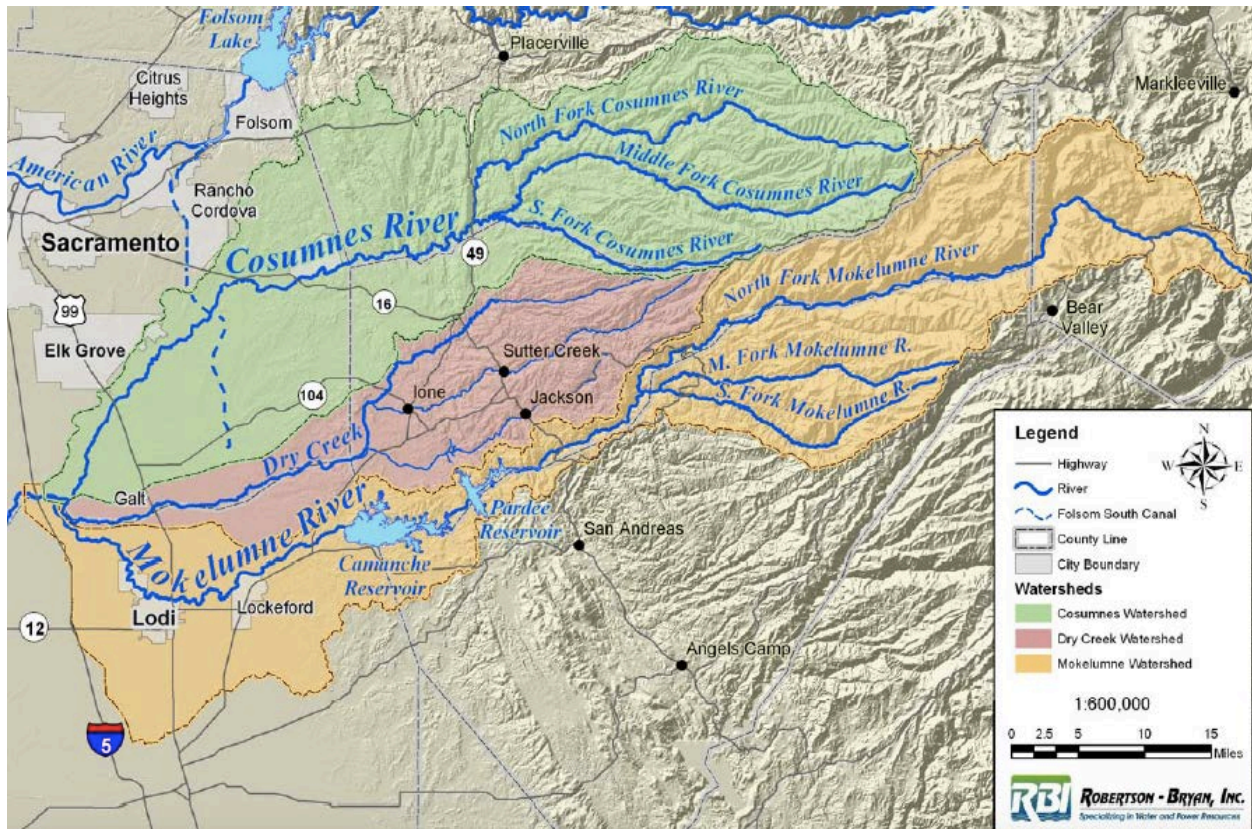 Folsom
Lake
Placerville
Citrus
Heights
Markleeville
Folsom
North Fork Cosumnes River
American River
Middle Fork Cosumnes River
Rancho
Cordova
S. Fork Cosumnes River
Sacramento
Cosumnes River
49
North Fork Mokelumne River
16
99
Bear
Valley
Elk Grove
Sutter Creek
M. Fork Mokelumne R.
104
Ione
Jackson
S. Fork Mokelumne R.
Dry Creek
Galt
Mokelumne River
Pardee
Reservoir
San Andreas
Camanche
Reservoir
Lockeford
Lodi
12
Angels Camp
5
Legend
N
W
E
S
Highway
River
Folsom South Canal
County Line
City Boundary
Watersheds
Cosumnes Watershed
Dry Creek Watershed
Mokelumne Watershed
1:600,000
0 2.5 5 10 15
Miles
RBI ROBERTSON - BRYAN, INC.
Specializing in Water and Power Resources